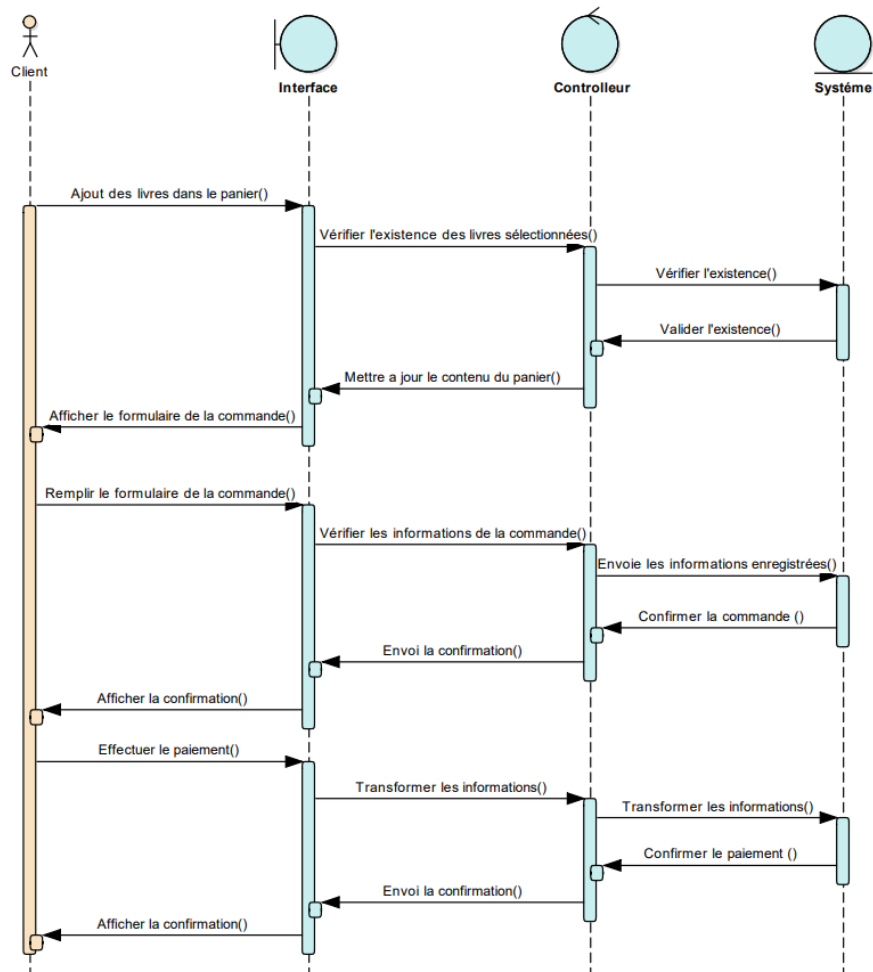 Client
Interface
Controlleur
Systéme
Ajout des livres dans le panier()
Vérifier l'existence des livres sélectionnées()
Vérifier l'existence()
Valider l'existence()
Mettre a jour le contenu du panier()
Afficher le formulaire de la commande()
Remplir le formulaire de la commande()
Vérifier les informations de la commande()
Envoie les informations enregistrées()
Confirmer la commande ()
Envoi la confirmation()
Afficher la confirmation()
Effectuer le paiement()
Transformer les informations()
Transformer les informations()
Confirmer le paiement ()
Envoi la confirmation()
Afficher la confirmation()